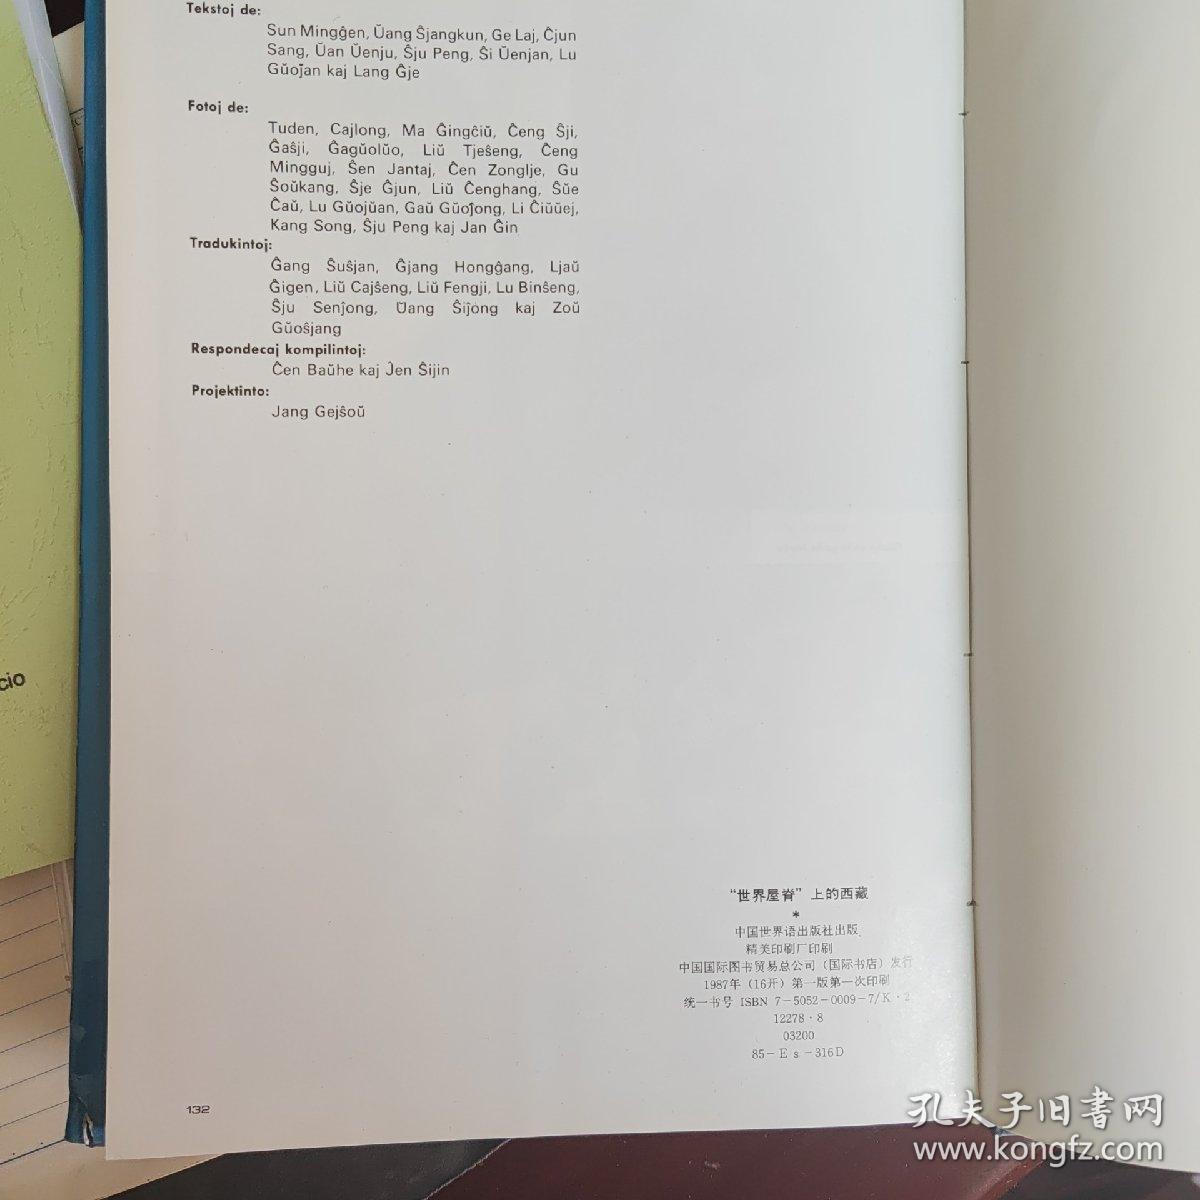 Tekstoj de:
Sun Mingĝen, Ŭang Ŝjangkun, Ge Laj, Ĉjun
Sang, Ŭan Ŭenju, Ŝju Peng, Ŝi Ŭenjan, Lu
Gŭoĵan kaj Lang Ĝje
Fotoj de:
Tuden, Cajlong, Ma Ĝingĉiŭ, Ĉeng Ŝji,
Ĝaŝji, Ĝagŭolŭo, Liŭ Tjeŝeng, Ĉeng
Mingguj, Ŝen Jantaj, Ĉen Zonglje, Gu
Ŝoŭkang, Ŝje Ĝjun, Liŭ Ĉenghang, Ŝŭe
Ĉaŭ, Lu Gŭojŭan, Gaŭ Gŭoĵong, Li Ĉiŭŭej,
Kang Song, Ŝju Peng kaj Jan Ĝin
Tradukintoj:
Ĝang Ŝuŝjan, Ĝjang Hongĝang, Ljaŭ
Ĝigen, Liŭ Cajŝeng, Liŭ Fengji, Lu Binŝeng,
Ŝju Senĵong, Ŭang Ŝiĵong kaj Zoŭ
Gŭoŝjang
Respondecaj kompilintoj:
Ĉen Baŭhe kaj Ĵen Ŝijin
Projektinto:
Jang Gejŝoŭ
cio
“世界屋脊”上的西藏
*
中国世界语出版社出版
精美印刷厂印刷
中国国际图书贸易总公司（国际书店）发行
1987年（16开）第一版第一次印刷
统一书号 ISBN 7-5052-0009-7/K·2
12278·8
03200
85-Es-316D
132
孔夫子旧书网
www.kongfz.com